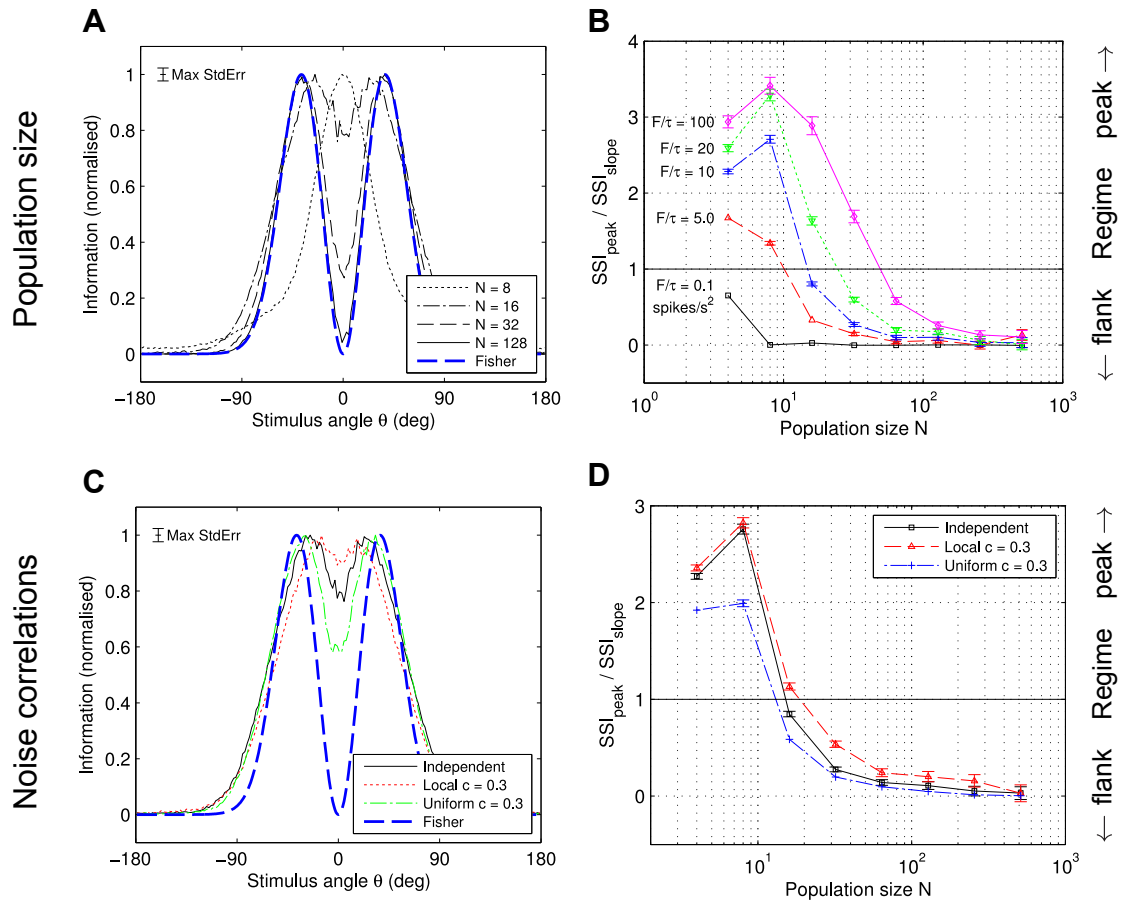 A
Population size
Information (normalised)
1
0.8
0.6
0.4
0.2
0
Max StdErr
N = 8
N = 16
N = 32
N = 128
Fisher
−180
−90
0
90
180
Stimulus angle θ (deg)
B
SSIpeak / SSIslope
4
3
2
1
0
F/τ = 100
F/τ = 20
F/τ = 10
F/τ = 5.0
F/τ = 0.1
spikes/s²
10⁰
10¹
10²
10³
Population size N
← flank Regime peak →
C
Noise correlations
Information (normalised)
1
0.8
0.6
0.4
0.2
0
Max StdErr
Independent
Local c = 0.3
Uniform c = 0.3
Fisher
−180
−90
0
90
180
Stimulus angle θ (deg)
D
SSIpeak / SSIslope
3
2
1
0
Independent
Local c = 0.3
Uniform c = 0.3
10¹
10²
10³
Population size N
← flank Regime peak →